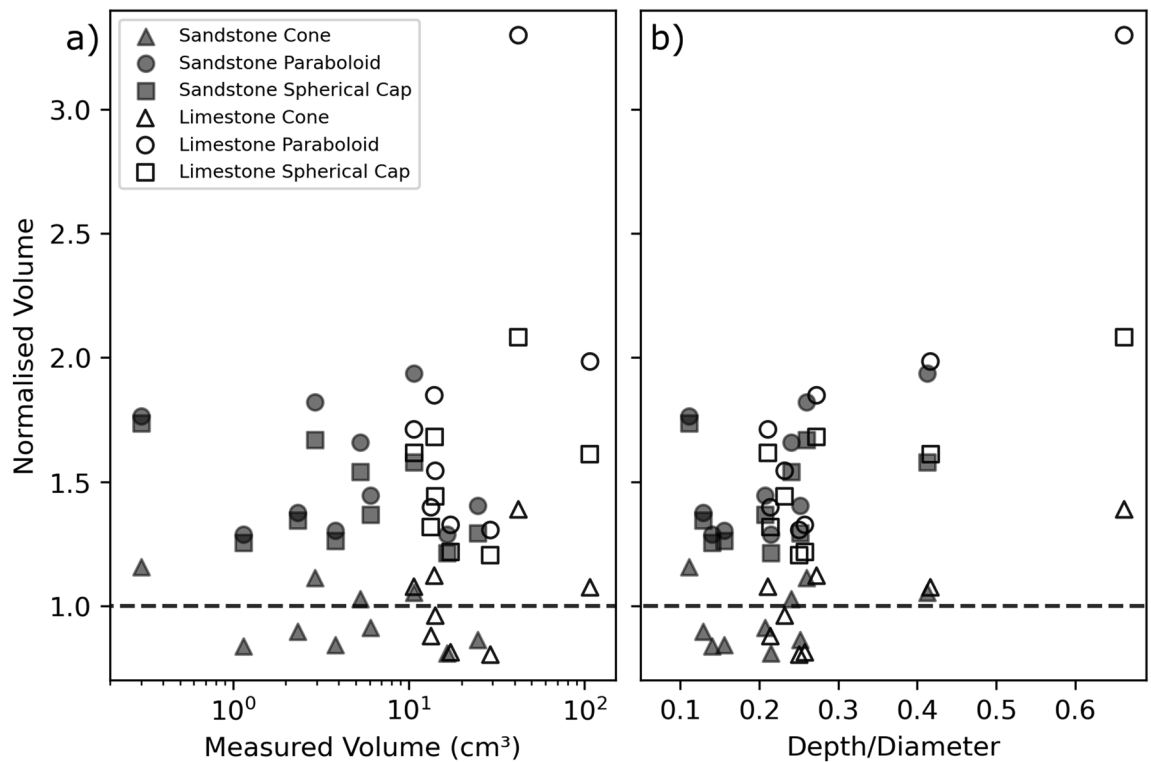 a)
Sandstone Cone
Sandstone Paraboloid
Sandstone Spherical Cap
Limestone Cone
Limestone Paraboloid
Limestone Spherical Cap
b)
3.0
2.5
2.0
1.5
1.0
Normalised Volume
10⁰
10¹
10²
Measured Volume (cm³)
0.1
0.2
0.3
0.4
0.5
0.6
Depth/Diameter